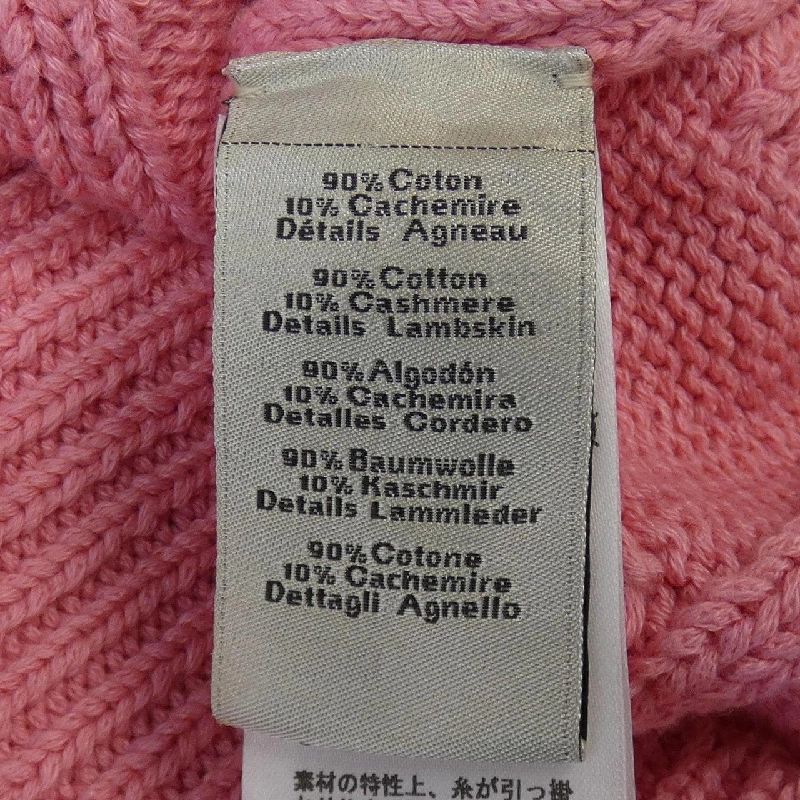 90% Coton
10% Cachemire
Détails Agneau
90% Cotton
10% Cashmere
Details Lambskin
90% Algodón
10% Cachemira
Detalles Cordero
90% Baumwolle
10% Kaschmir
Details Lammleder
90% Cotone
10% Cachemire
Dettagli Agnello
素材の特性上、糸が引っ掛